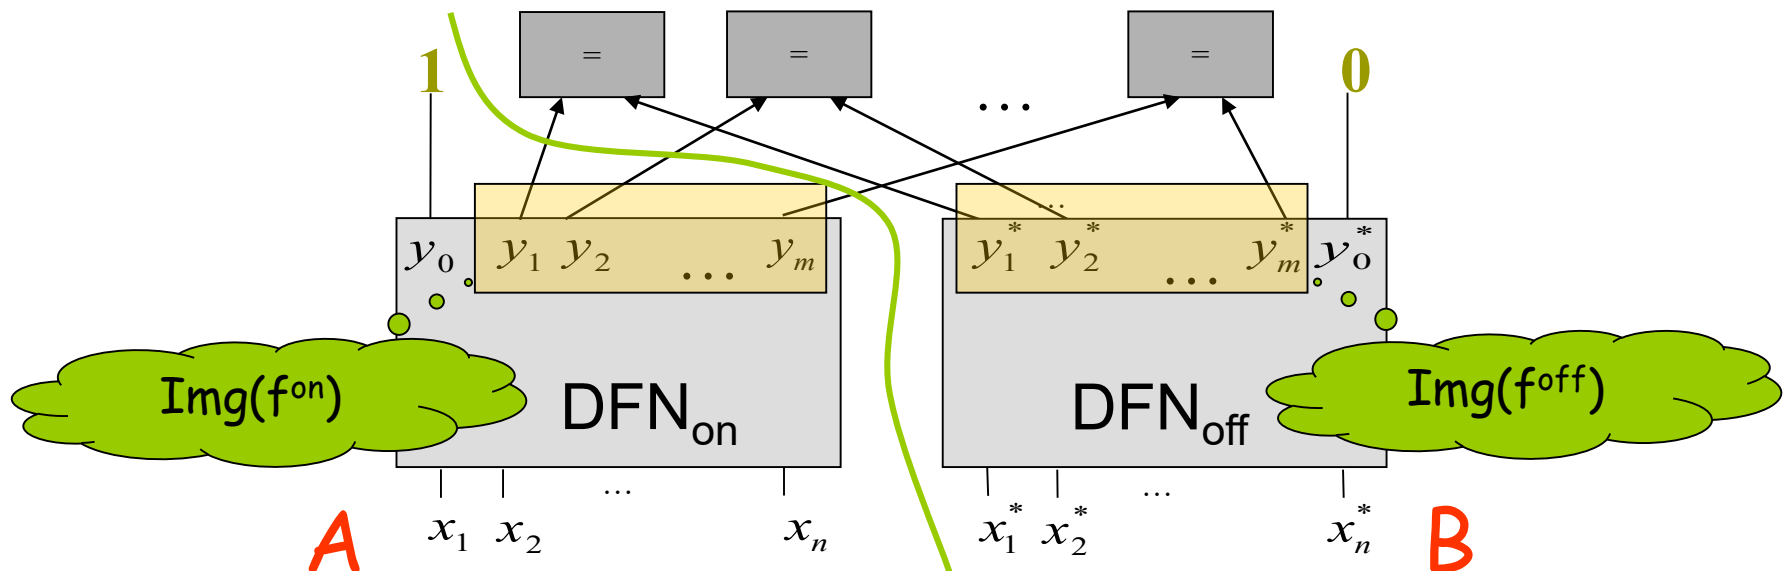 = = =
1 ... 0
...
y₀ y₁ y₂ ... yₘ y₁* y₂* ... yₘ* y₀*
Img(fᵒⁿ) DFNₒₙ DFN_off Img(fᵒᶠᶠ)
... ...
A x₁ x₂ xₙ x₁* x₂* xₙ* B